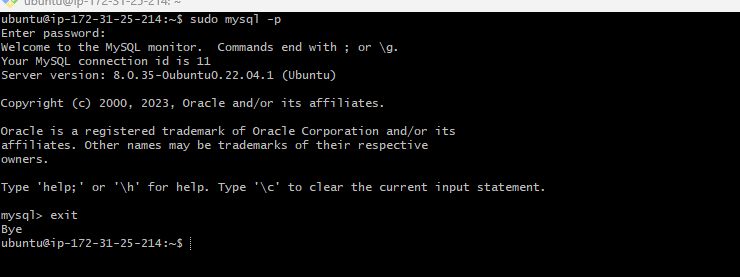 ubuntu@ip-172-31-25-214: ~
ubuntu@ip-172-31-25-214:~$ sudo mysql -p
Enter password:
Welcome to the MySQL monitor.  Commands end with ; or \g.
Your MySQL connection id is 11
Server version: 8.0.35-0ubuntu0.22.04.1 (Ubuntu)
Copyright (c) 2000, 2023, Oracle and/or its affiliates.
Oracle is a registered trademark of Oracle Corporation and/or its
affiliates. Other names may be trademarks of their respective
owners.
Type 'help;' or '\h' for help. Type '\c' to clear the current input statement.
mysql> exit
Bye
ubuntu@ip-172-31-25-214:~$